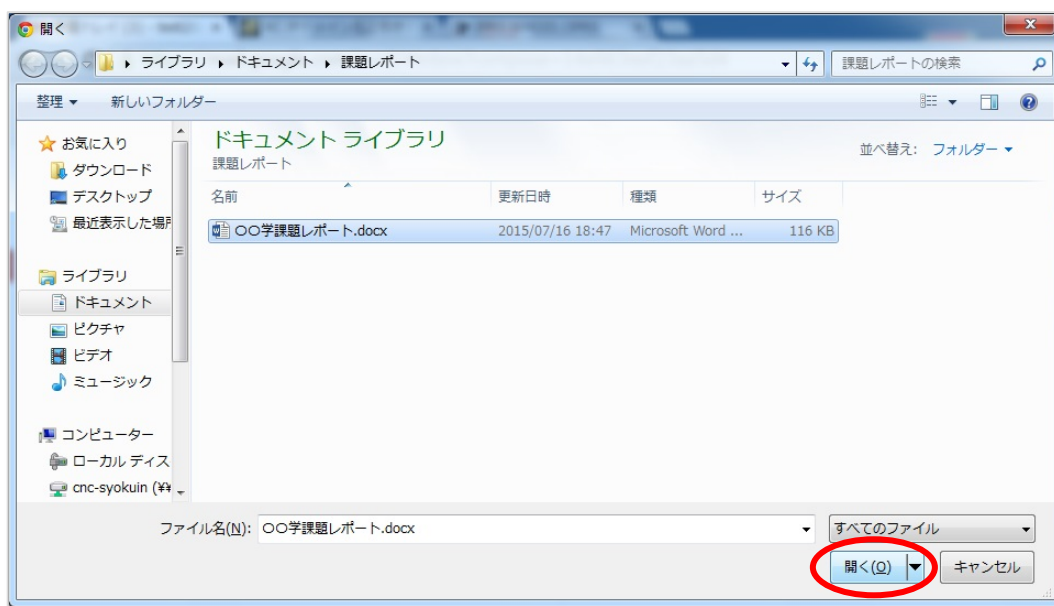 開く
ライブラリ ▸ ドキュメント ▸ 課題レポート
課題レポートの検索
整理 ▼ 新しいフォルダー
お気に入り
ダウンロード
デスクトップ
最近表示した場所
ライブラリ
ドキュメント
ピクチャ
ビデオ
ミュージック
コンピューター
ローカル ディス
cnc-syokuin (¥¥
ドキュメント ライブラリ
課題レポート
並べ替え: フォルダー ▼
名前 更新日時 種類 サイズ
〇〇学課題レポート.docx 2015/07/16 18:47 Microsoft Word ... 116 KB
ファイル名(N): 〇〇学課題レポート.docx
すべてのファイル
開く(O) キャンセル